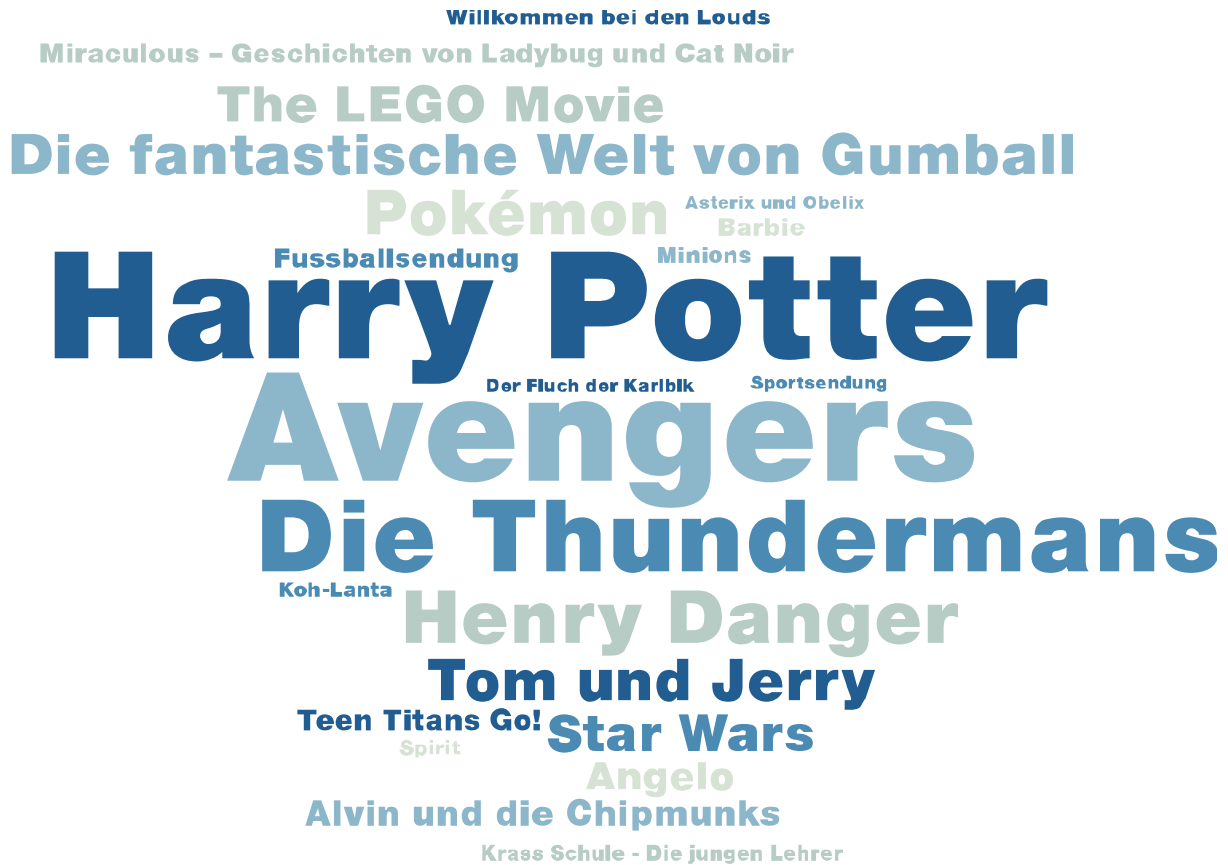 Willkommen bei den Louds
Miraculous – Geschichten von Ladybug und Cat Noir
The LEGO Movie
Die fantastische Welt von Gumball
Pokémon
Asterix und Obelix
Barbie
Fussballsendung
Minions
Harry Potter
Der Fluch der Karibik
Sportsendung
Avengers
Die Thundermans
Koh-Lanta
Henry Danger
Tom und Jerry
Teen Titans Go!
Star Wars
Spirit
Angelo
Alvin und die Chipmunks
Krass Schule - Die jungen Lehrer